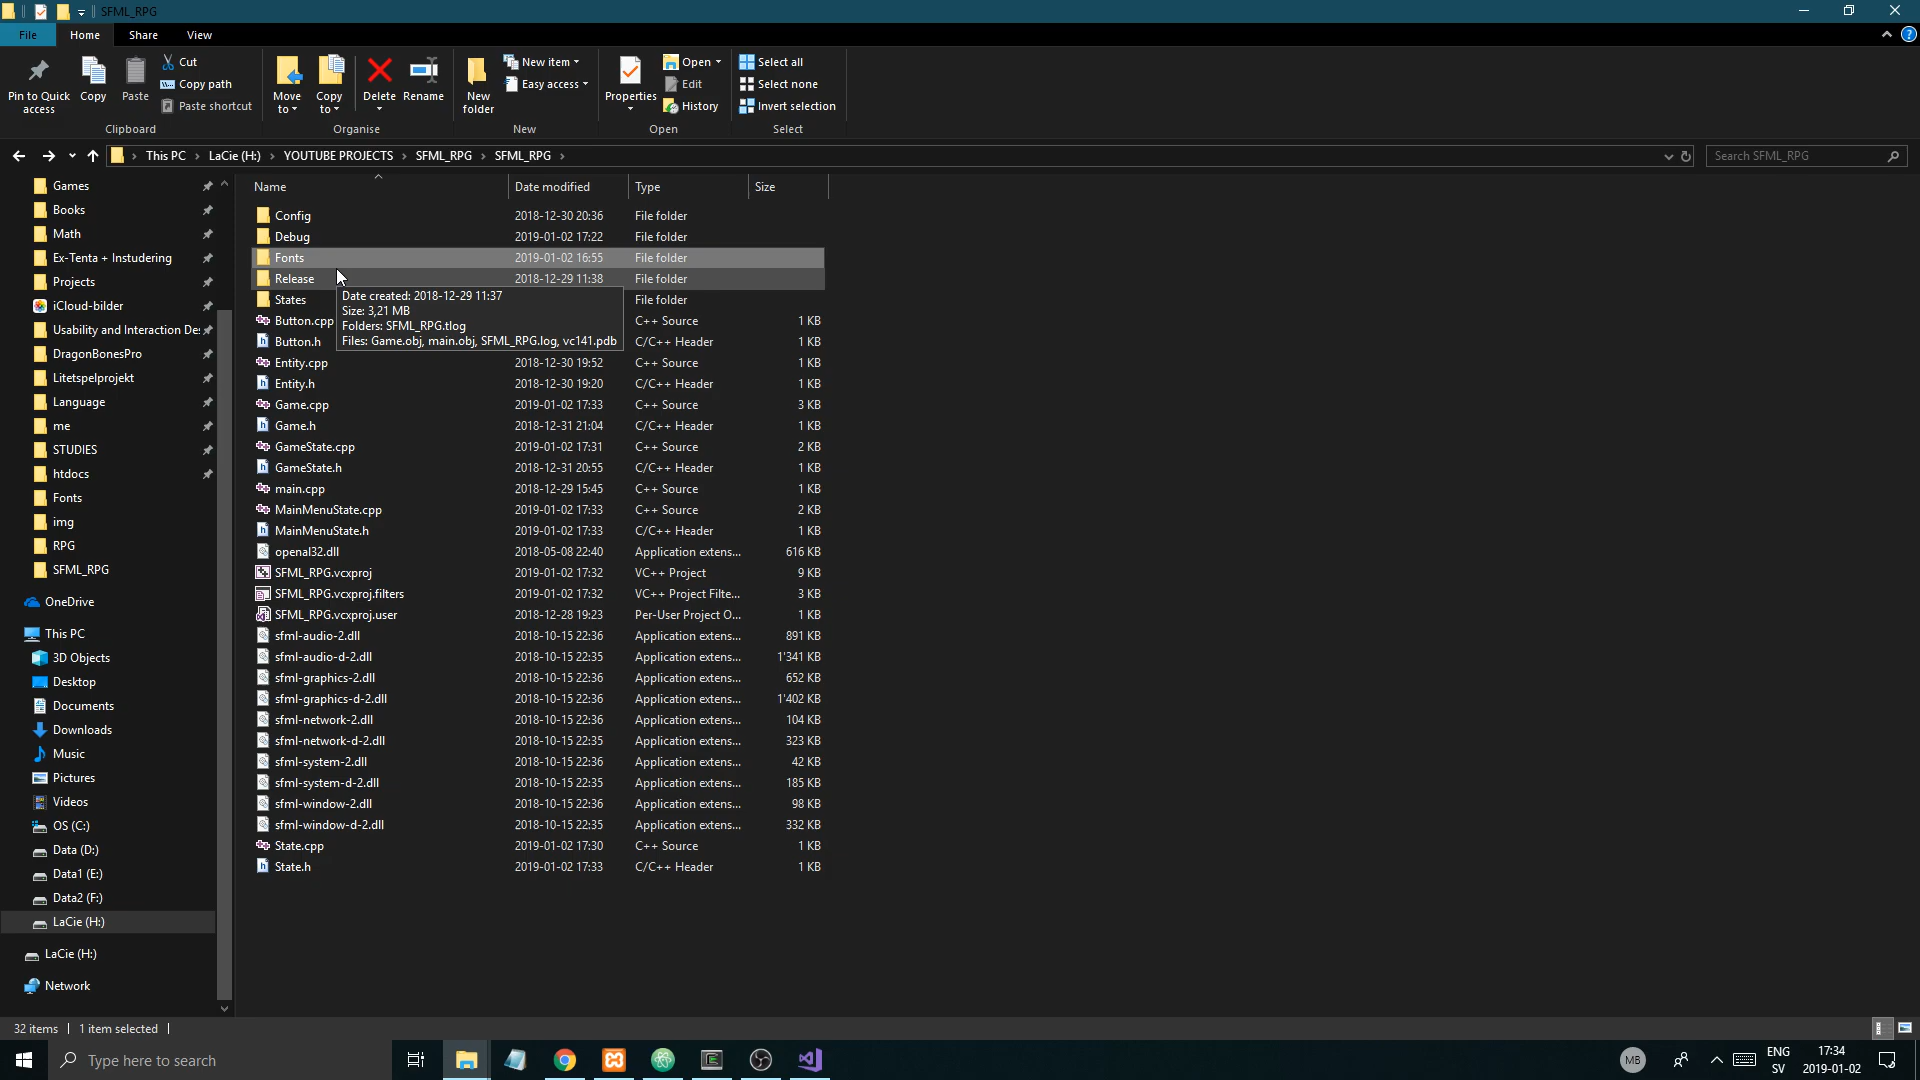 SFML_RPG
File Home Share View
Pin to Quick access
Copy
Paste
Cut
Copy path
Paste shortcut
Clipboard
Move to
Copy to
Delete
Rename
Organise
New folder
New item
Easy access
New
Properties
Open
Edit
History
Open
Select all
Select none
Invert selection
Select
This PC LaCie (H:) YOUTUBE PROJECTS SFML_RPG SFML_RPG
Search SFML_RPG
Games
Books
Math
Ex-Tenta + Instudering
Projects
iCloud-bilder
Usability and Interaction De
DragonBonesPro
Litetspelprojekt
Language
me
STUDIES
htdocs
Fonts
img
RPG
SFML_RPG
OneDrive
This PC
3D Objects
Desktop
Documents
Downloads
Music
Pictures
Videos
OS (C:)
Data (D:)
Data1 (E:)
Data2 (F:)
LaCie (H:)
LaCie (H:)
Network
Name Date modified Type Size
Config 2018-12-30 20:36 File folder
Debug 2019-01-02 17:22 File folder
Fonts 2019-01-02 16:55 File folder
Release 2018-12-29 11:38 File folder
States File folder
Button.cpp C++ Source 1 KB
Button.h C/C++ Header 1 KB
Date created: 2018-12-29 11:37
Size: 3,21 MB
Folders: SFML_RPG.tlog
Files: Game.obj, main.obj, SFML_RPG.log, vc141.pdb
Entity.cpp 2018-12-30 19:52 C++ Source 1 KB
Entity.h 2018-12-30 19:20 C/C++ Header 1 KB
Game.cpp 2019-01-02 17:33 C++ Source 3 KB
Game.h 2018-12-31 21:04 C/C++ Header 1 KB
GameState.cpp 2019-01-02 17:31 C++ Source 2 KB
GameState.h 2018-12-31 20:55 C/C++ Header 1 KB
main.cpp 2018-12-29 15:45 C++ Source 1 KB
MainMenuState.cpp 2019-01-02 17:33 C++ Source 2 KB
MainMenuState.h 2019-01-02 17:33 C/C++ Header 1 KB
openal32.dll 2018-05-08 22:40 Application extens... 616 KB
SFML_RPG.vcxproj 2019-01-02 17:32 VC++ Project 9 KB
SFML_RPG.vcxproj.filters 2019-01-02 17:32 VC++ Project Filte... 3 KB
SFML_RPG.vcxproj.user 2018-12-28 19:23 Per-User Project O... 1 KB
sfml-audio-2.dll 2018-10-15 22:36 Application extens... 891 KB
sfml-audio-d-2.dll 2018-10-15 22:35 Application extens... 1'341 KB
sfml-graphics-2.dll 2018-10-15 22:36 Application extens... 652 KB
sfml-graphics-d-2.dll 2018-10-15 22:36 Application extens... 1'402 KB
sfml-network-2.dll 2018-10-15 22:36 Application extens... 104 KB
sfml-network-d-2.dll 2018-10-15 22:35 Application extens... 323 KB
sfml-system-2.dll 2018-10-15 22:36 Application extens... 42 KB
sfml-system-d-2.dll 2018-10-15 22:35 Application extens... 185 KB
sfml-window-2.dll 2018-10-15 22:36 Application extens... 98 KB
sfml-window-d-2.dll 2018-10-15 22:35 Application extens... 332 KB
State.cpp 2019-01-02 17:30 C++ Source 1 KB
State.h 2019-01-02 17:33 C/C++ Header 1 KB
32 items 1 item selected
Type here to search
MB
ENG
SV
17:34
2019-01-02